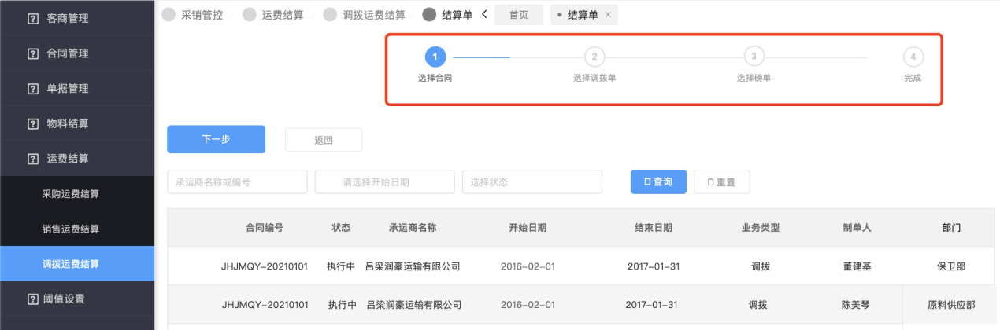 客商管理
合同管理
单据管理
物料结算
运费结算
采购运费结算
销售运费结算
调拨运费结算
阈值设置
采销管控 运费结算 调拨运费结算 结算单 首页 结算单 ×
1 2 3 4
选择合同 选择调拨单 选择磅单 完成
下一步 返回
承运商名称或编号 请选择开始日期 选择状态 查询 重置
合同编号 状态 承运商名称 开始日期 结束日期 业务类型 制单人 部门
JHJMQY-20210101 执行中 吕梁润豪运输有限公司 2016-02-01 2017-01-31 调拨 董建基 保卫部
JHJMQY-20210101 执行中 吕梁润豪运输有限公司 2016-02-01 2017-01-31 调拨 陈美琴 原料供应部